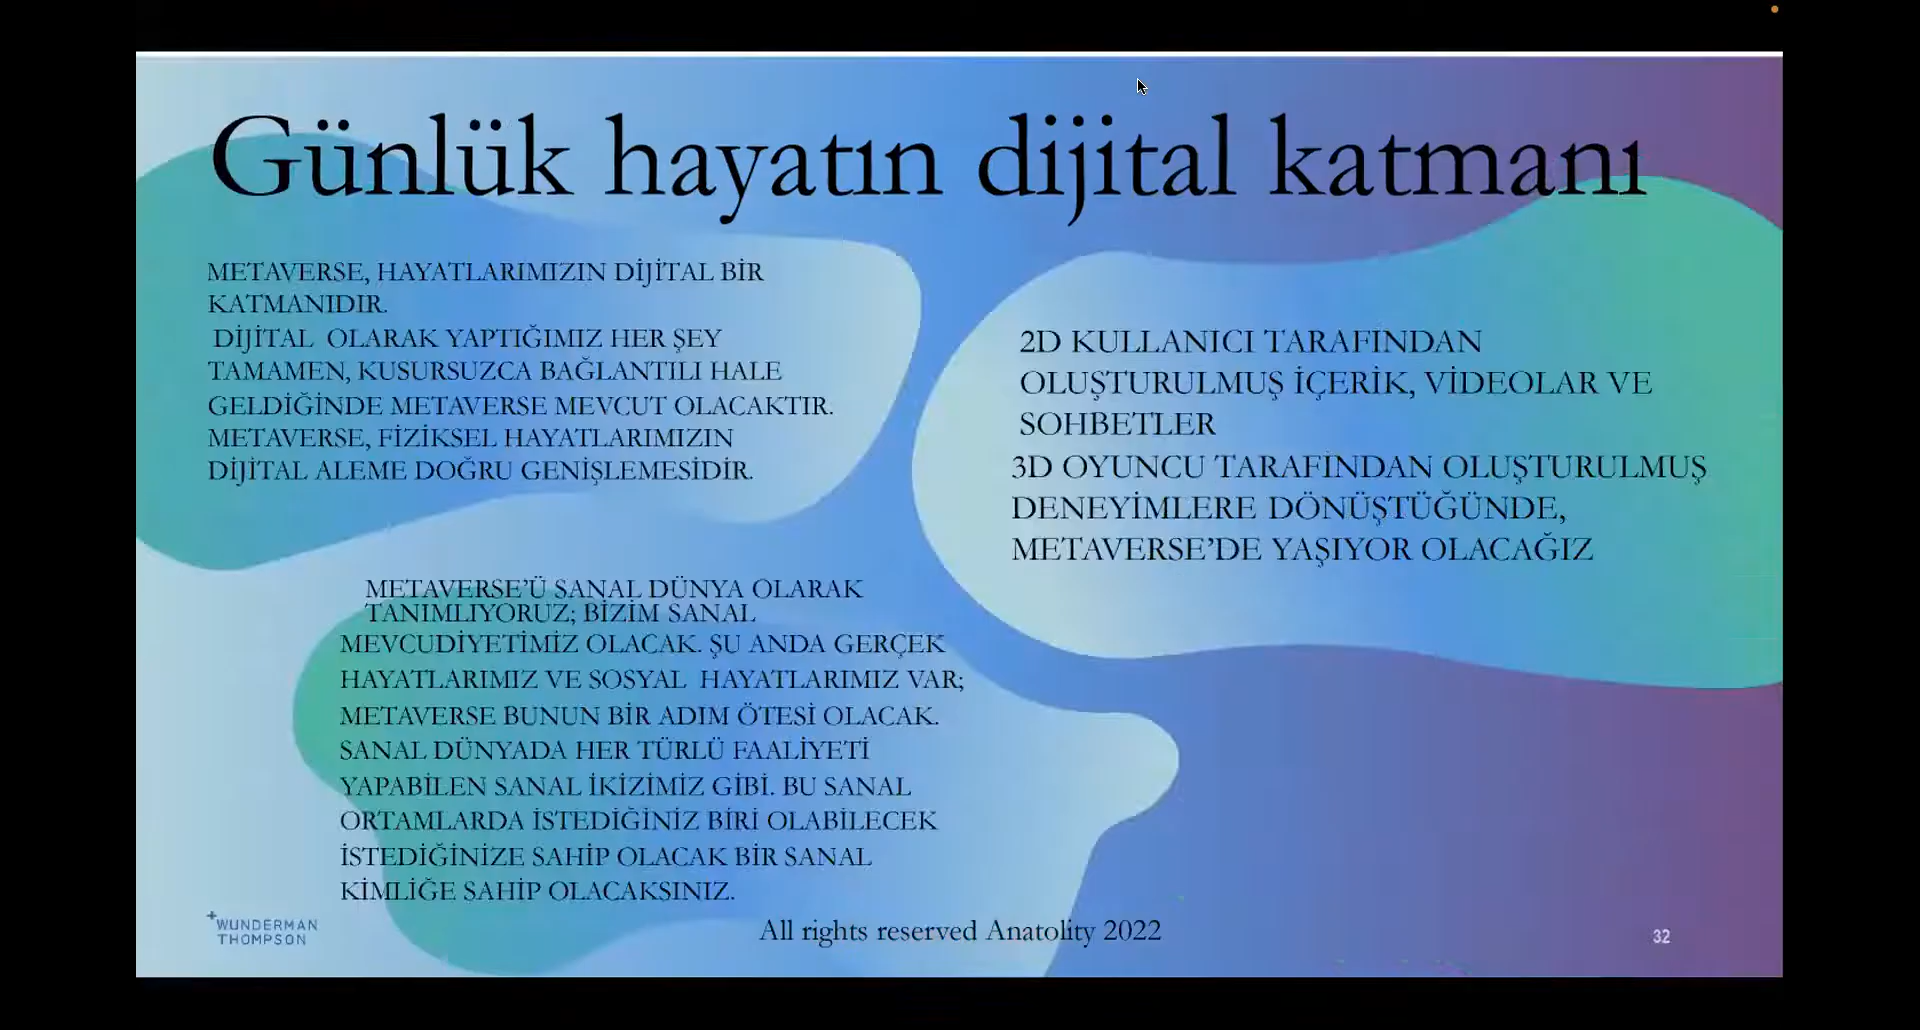 Günlük hayatın dijital katmanı
METAVERSE, HAYATLARIMIZIN DİJİTAL BİR
KATMANIDIR.
DİJİTAL OLARAK YAPTIĞIMIZ HER ŞEY
TAMAMEN, KUSURSUZCA BAĞLANTILI HALE
GELDİĞİNDE METAVERSE MEVCUT OLACAKTIR.
METAVERSE, FİZİKSEL HAYATLARIMIZIN
DİJİTAL ALEME DOĞRU GENİŞLEMESİDİR.
2D KULLANICI TARAFINDAN
OLUŞTURULMUŞ İÇERİK, VİDEOLAR VE
SOHBETLER
3D OYUNCU TARAFINDAN OLUŞTURULMUŞ
DENEYİMLERE DÖNÜŞTÜĞÜNDE,
METAVERSE’DE YAŞIYOR OLACAĞIZ
METAVERSE’Ü SANAL DÜNYA OLARAK
TANIMLIYORUZ; BİZİM SANAL
MEVCUDİYETİMİZ OLACAK. ŞU ANDA GERÇEK
HAYATLARIMIZ VE SOSYAL HAYATLARIMIZ VAR;
METAVERSE BUNUN BİR ADIM ÖTESİ OLACAK.
SANAL DÜNYADA HER TÜRLÜ FAALİYETİ
YAPABİLEN SANAL İKİZİMİZ GİBİ. BU SANAL
ORTAMLARDA İSTEDİĞİNİZ BİRİ OLABİLECEK
İSTEDİĞİNİZE SAHİP OLACAK BİR SANAL
KİMLİĞE SAHİP OLACAKSINIZ.
+WUNDERMAN
THOMPSON
All rights reserved Anatolity 2022
32